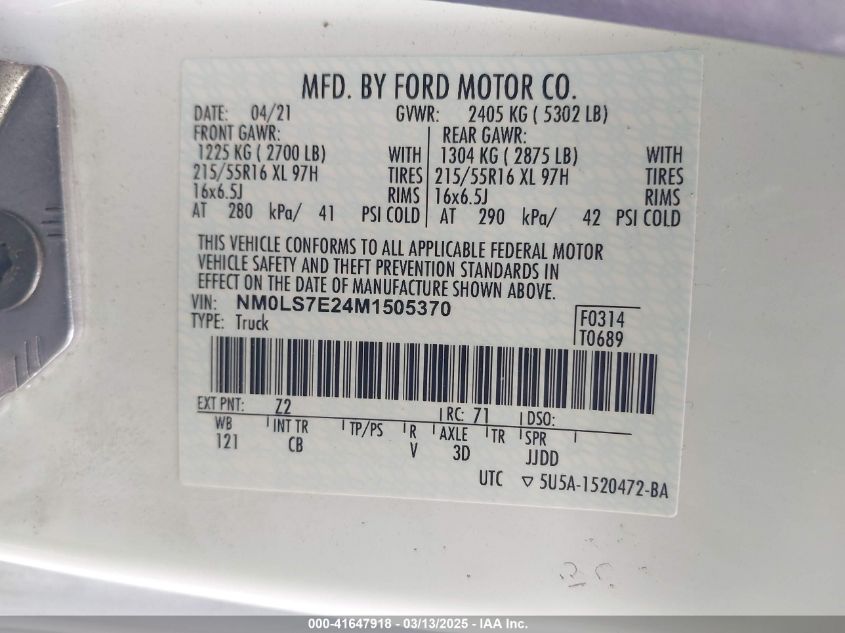 MFD. BY FORD MOTOR CO.
DATE: 04/21 GVWR: 2405 KG ( 5302 LB)
FRONT GAWR: REAR GAWR:
1225 KG ( 2700 LB) WITH 1304 KG ( 2875 LB) WITH
215/55R16 XL 97H TIRES 215/55R16 XL 97H TIRES
16x6.5J RIMS 16x6.5J RIMS
AT 280 kPa/ 41 PSI COLD AT 290 kPa/ 42 PSI COLD
THIS VEHICLE CONFORMS TO ALL APPLICABLE FEDERAL MOTOR
VEHICLE SAFETY AND THEFT PREVENTION STANDARDS IN
EFFECT ON THE DATE OF MANUFACTURE SHOWN ABOVE.
VIN: NM0LS7E24M1505370
TYPE: Truck
F0314
T0689
EXT PNT: Z2 RC: 71 DSO:
WB INT TR TP/PS R AXLE TR SPR
121 CB V 3D JJDD
UTC ▽ 5U5A-1520472-BA
000-41647918 - 03/13/2025 - IAA Inc.